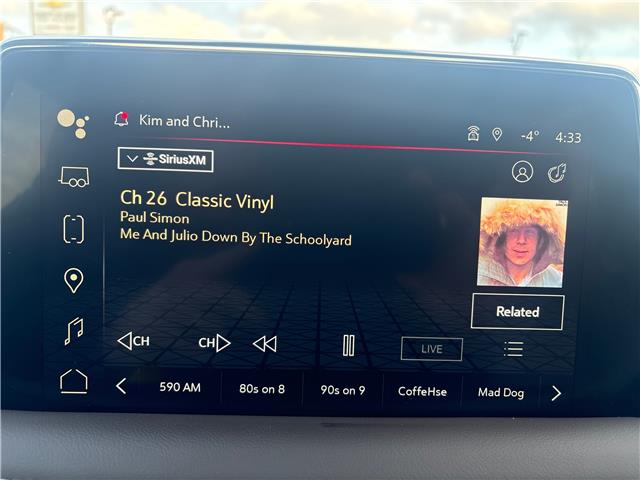 Kim and Chri...
-4° 4:33
SiriusXM
Ch 26 Classic Vinyl
Paul Simon
Me And Julio Down By The Schoolyard
Related
CH CH LIVE
590 AM 80s on 8 90s on 9 CoffeHse Mad Dog